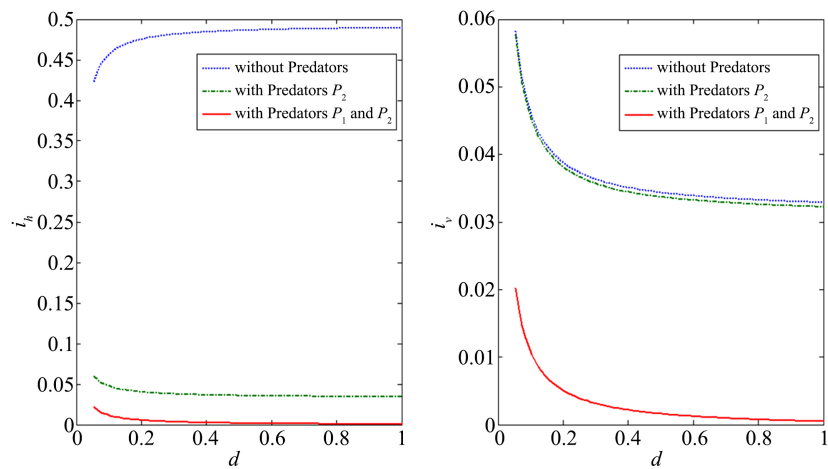 0.5
0.45
0.4
0.35
0.3
0.25
0.2
0.15
0.1
0.05
0
i_h
without Predators
with Predators P_2
with Predators P_1 and P_2
0 0.2 0.4 0.6 0.8 1
d
0.06
0.05
0.04
0.03
0.02
0.01
0
i_v
without Predators
with Predators P_2
with Predators P_1 and P_2
0 0.2 0.4 0.6 0.8 1
d